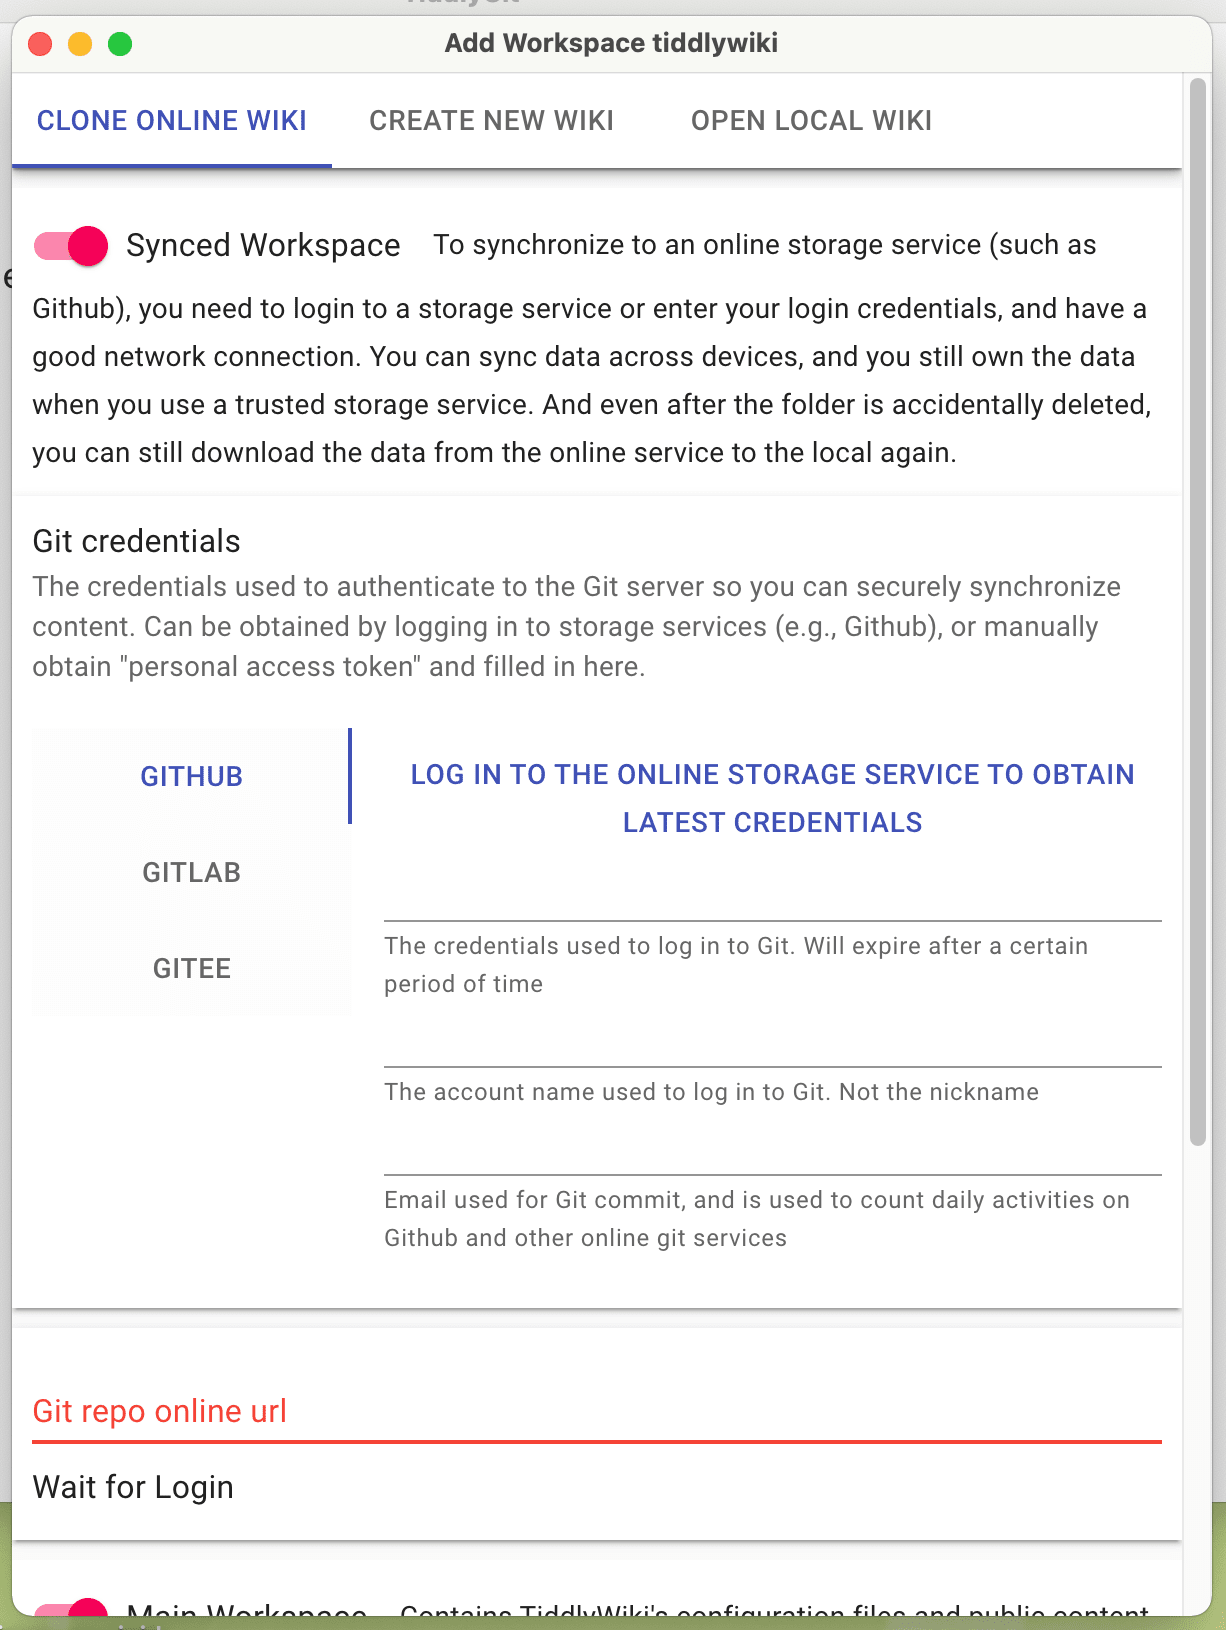 Add Workspace tiddlywiki
CLONE ONLINE WIKI
CREATE NEW WIKI
OPEN LOCAL WIKI
Synced Workspace To synchronize to an online storage service (such as
Github), you need to login to a storage service or enter your login credentials, and have a
good network connection. You can sync data across devices, and you still own the data
when you use a trusted storage service. And even after the folder is accidentally deleted,
you can still download the data from the online service to the local again.
Git credentials
The credentials used to authenticate to the Git server so you can securely synchronize
content. Can be obtained by logging in to storage services (e.g., Github), or manually
obtain "personal access token" and filled in here.
GITHUB
GITLAB
GITEE
LOG IN TO THE ONLINE STORAGE SERVICE TO OBTAIN
LATEST CREDENTIALS
The credentials used to log in to Git. Will expire after a certain
period of time
The account name used to log in to Git. Not the nickname
Email used for Git commit, and is used to count daily activities on
Github and other online git services
Git repo online url
Wait for Login
Main Workspace Contains TiddlyWiki's configuration files and public content